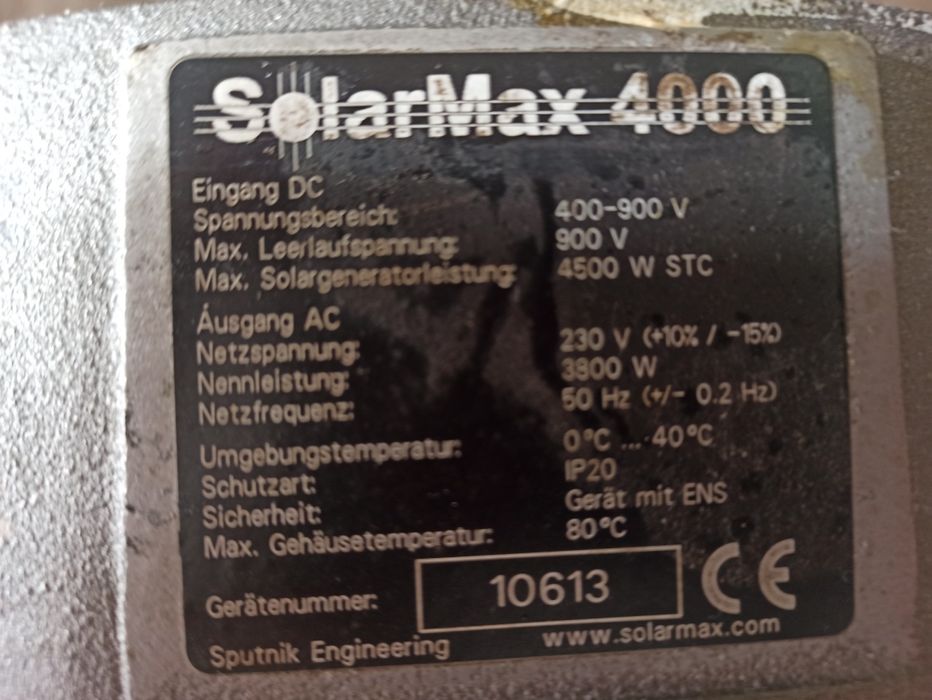 SolarMax 4000
Eingang DC
Spannungsbereich: 400-900 V
Max. Leerlaufspannung: 900 V
Max. Solargeneratorleistung: 4500 W STC
Ausgang AC
Netzspannung: 230 V (+10% / -15%)
Nennleistung: 3800 W
Netzfrequenz: 50 Hz (+/- 0.2 Hz)
Umgebungstemperatur: 0°C ... 40°C
Schutzart: IP20
Sicherheit: Gerät mit ENS
Max. Gehäusetemperatur: 80°C
Gerätenummer: 10613 CE
Sputnik Engineering www.solarmax.com